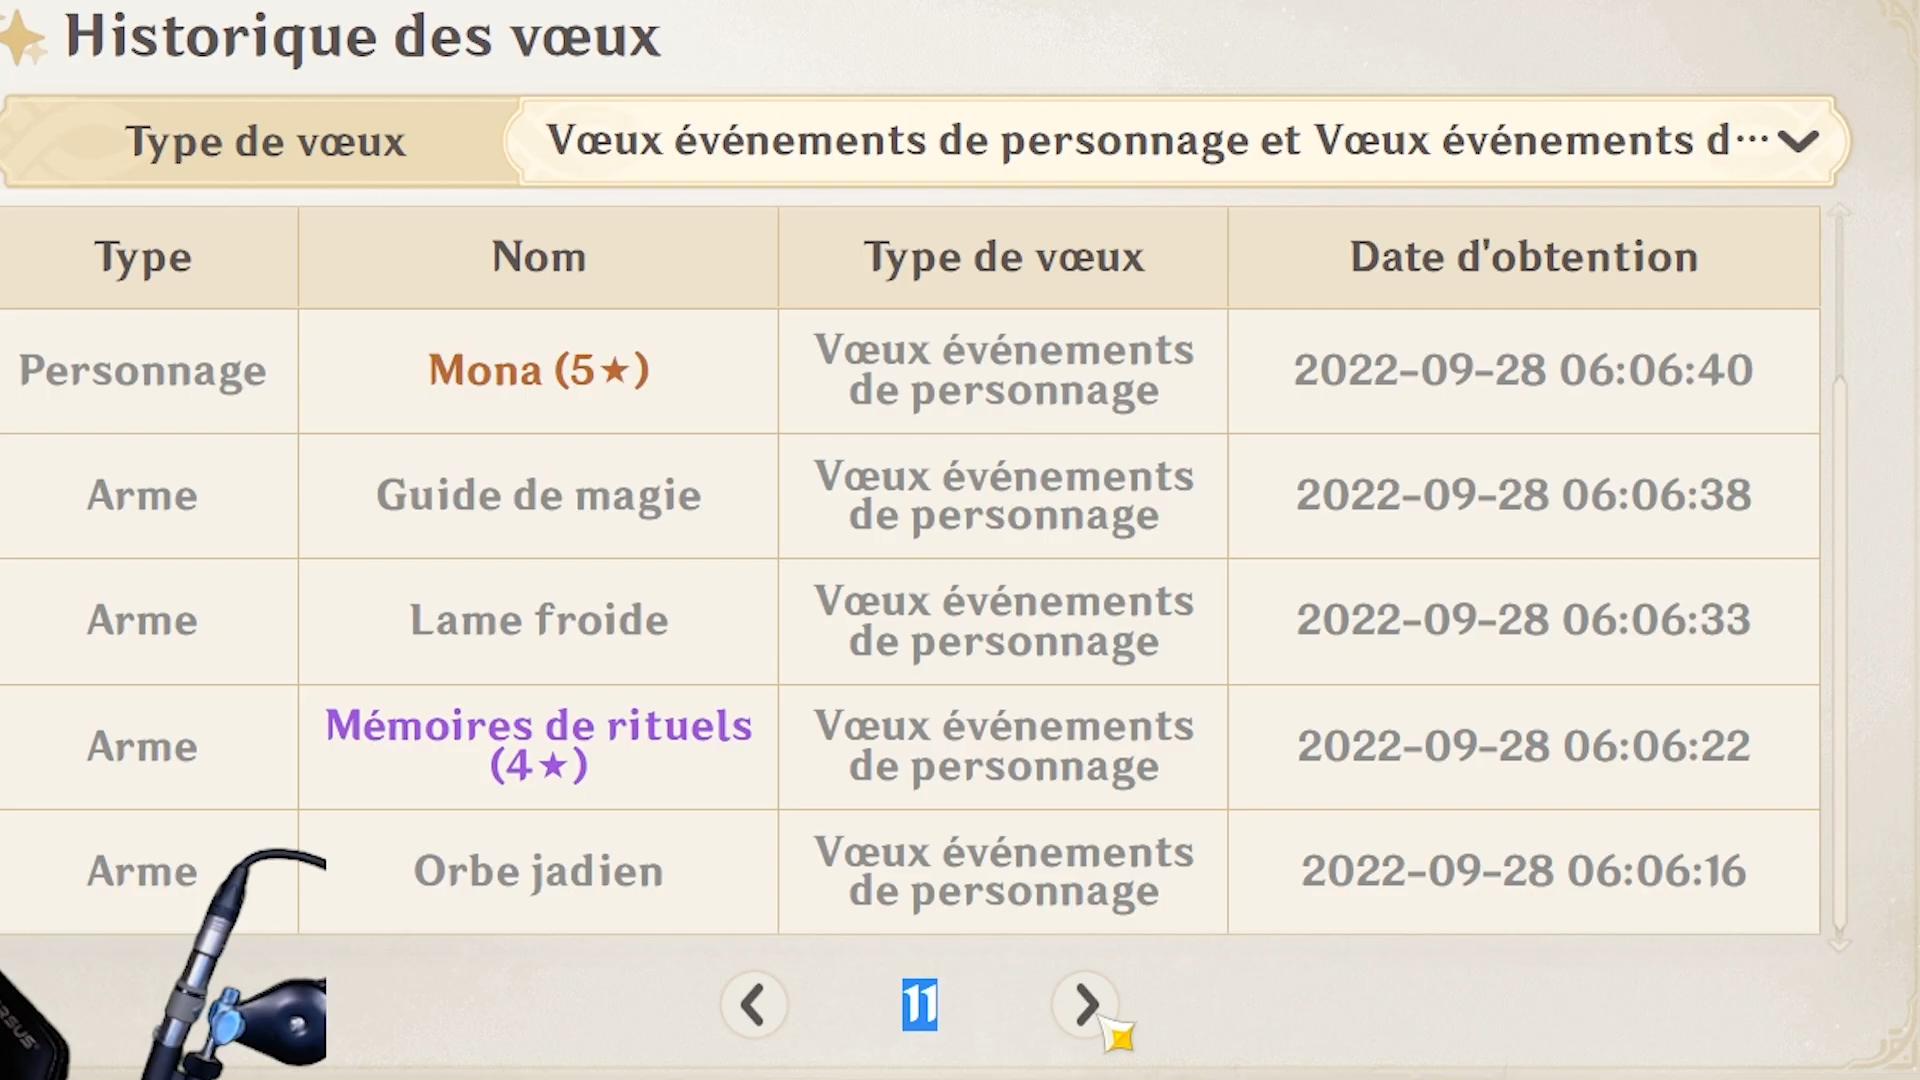 Historique des vœux
Type de vœux
Vœux événements de personnage et Vœux événements d···
Type Nom Type de vœux Date d'obtention
Personnage Mona (5★) Vœux événements
de personnage 2022-09-28 06:06:40
Arme Guide de magie Vœux événements
de personnage 2022-09-28 06:06:38
Arme Lame froide Vœux événements
de personnage 2022-09-28 06:06:33
Arme Mémoires de rituels
(4★) Vœux événements
de personnage 2022-09-28 06:06:22
Arme Orbe jadien Vœux événements
de personnage 2022-09-28 06:06:16
11